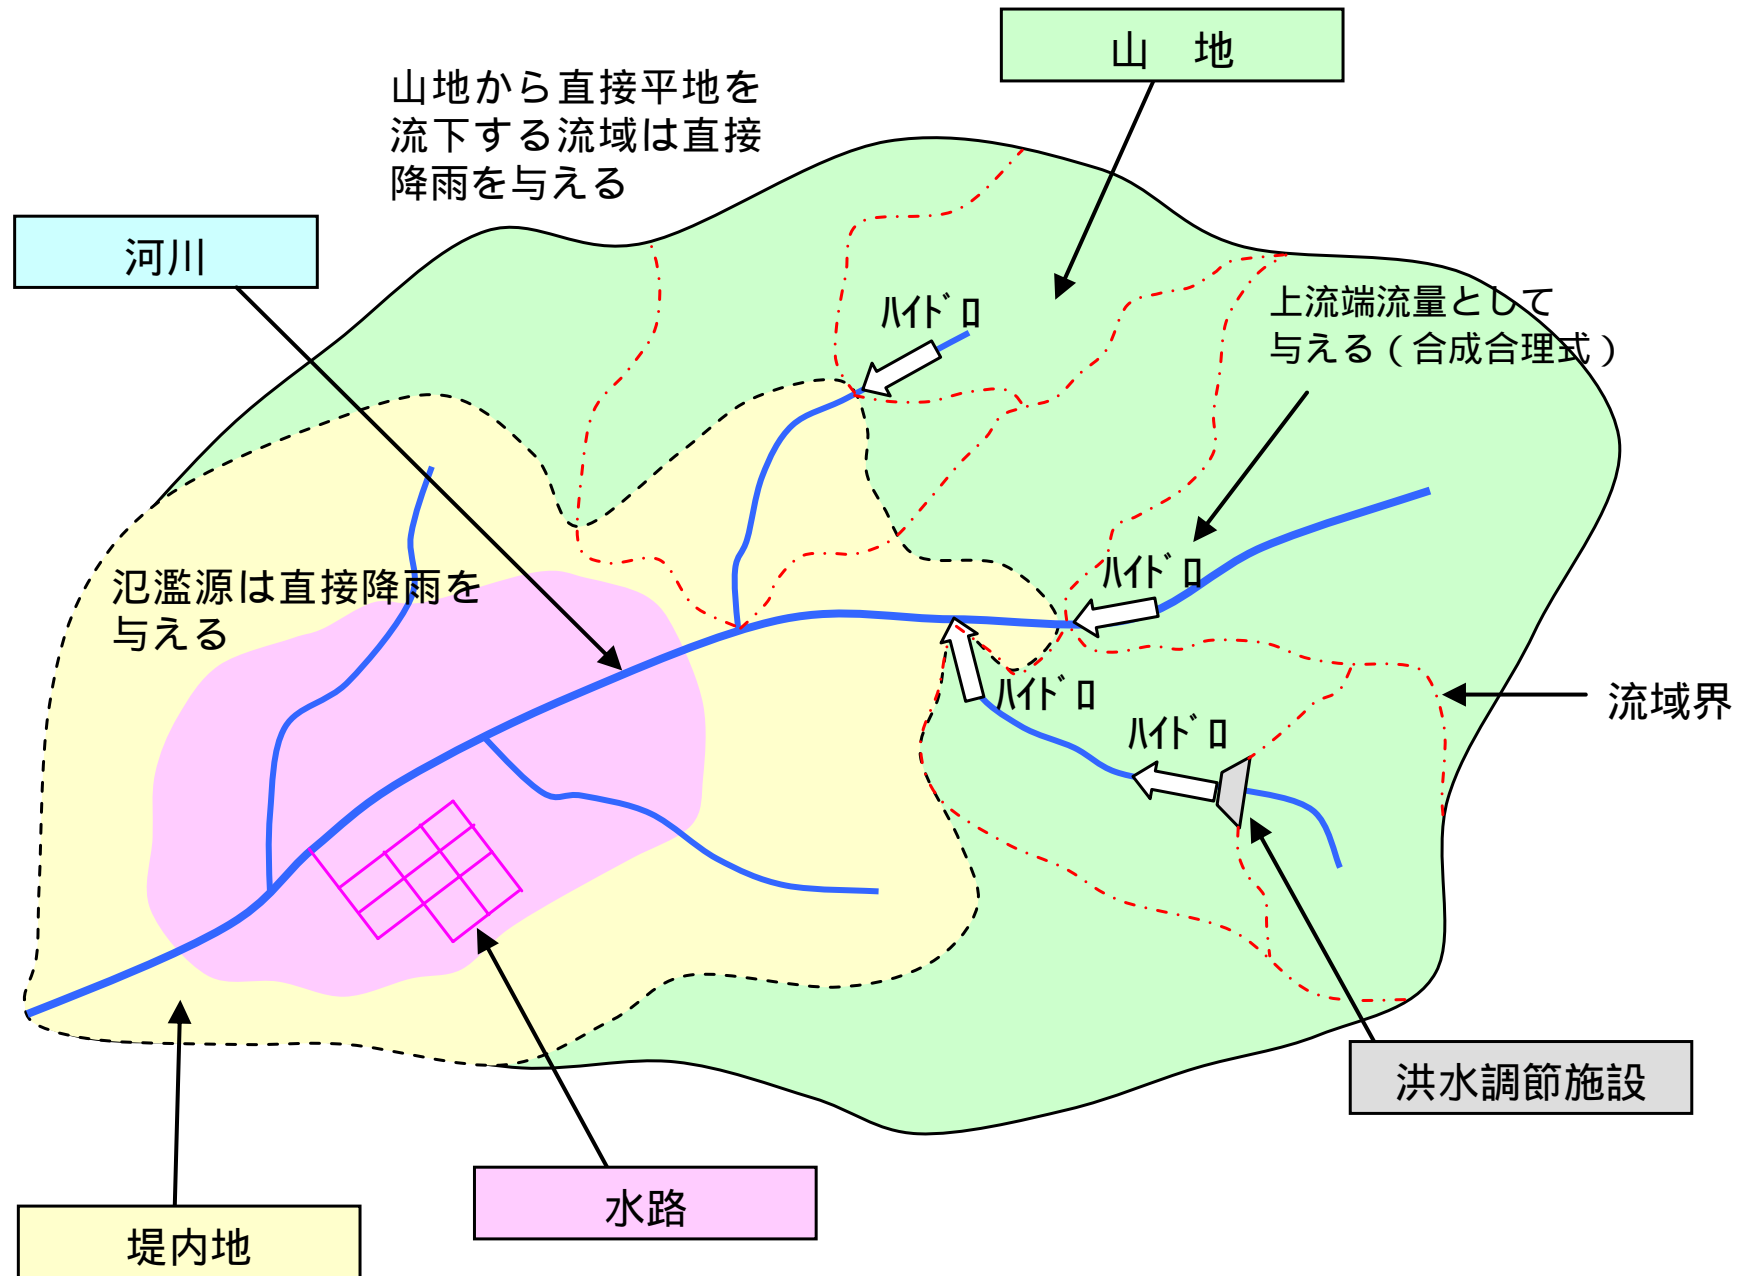 山　地
山地から直接平地を
流下する流域は直接
降雨を与える
河川
ﾊｲﾄﾞﾛ
上流端流量として
与える（合成合理式）
ﾊｲﾄﾞﾛ
氾濫源は直接降雨を
与える
ﾊｲﾄﾞﾛ
流域界
ﾊｲﾄﾞﾛ
洪水調節施設
水路
堤内地